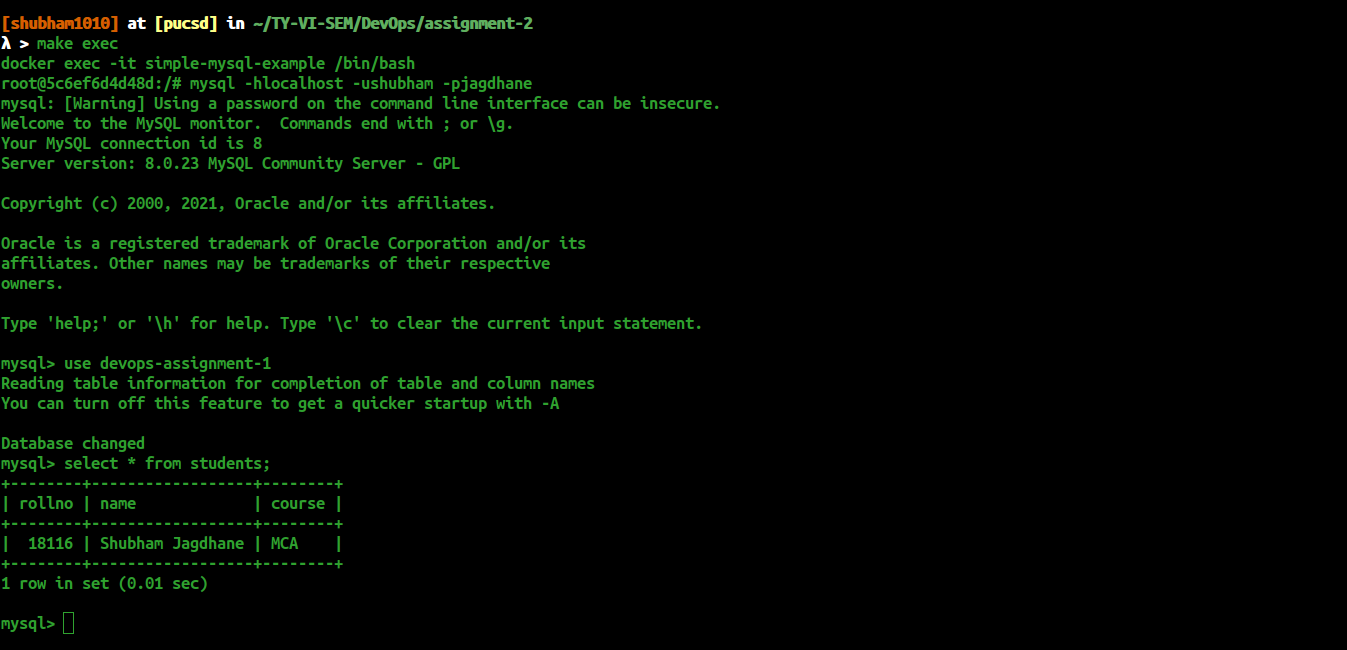 [shubham1010] at [pucsd] in ~/TY-VI-SEM/DevOps/assignment-2
λ > make exec
docker exec -it simple-mysql-example /bin/bash
root@5c6ef6d4d48d:/# mysql -hlocalhost -ushubham -pjagdhane
mysql: [Warning] Using a password on the command line interface can be insecure.
Welcome to the MySQL monitor.  Commands end with ; or \g.
Your MySQL connection id is 8
Server version: 8.0.23 MySQL Community Server - GPL

Copyright (c) 2000, 2021, Oracle and/or its affiliates.

Oracle is a registered trademark of Oracle Corporation and/or its
affiliates. Other names may be trademarks of their respective
owners.

Type 'help;' or '\h' for help. Type '\c' to clear the current input statement.

mysql> use devops-assignment-1
Reading table information for completion of table and column names
You can turn off this feature to get a quicker startup with -A

Database changed
mysql> select * from students;
+--------+------------------+--------+
| rollno | name             | course |
+--------+------------------+--------+
|  18116 | Shubham Jagdhane | MCA    |
+--------+------------------+--------+
1 row in set (0.01 sec)

mysql>